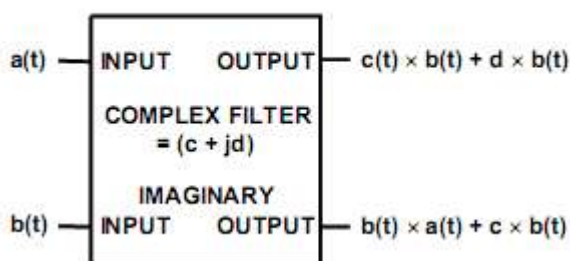 a(t) INPUT OUTPUT c(t) × b(t) + d × b(t)
COMPLEX FILTER
= (c + jd)
IMAGINARY
b(t) INPUT OUTPUT b(t) × a(t) + c × b(t)